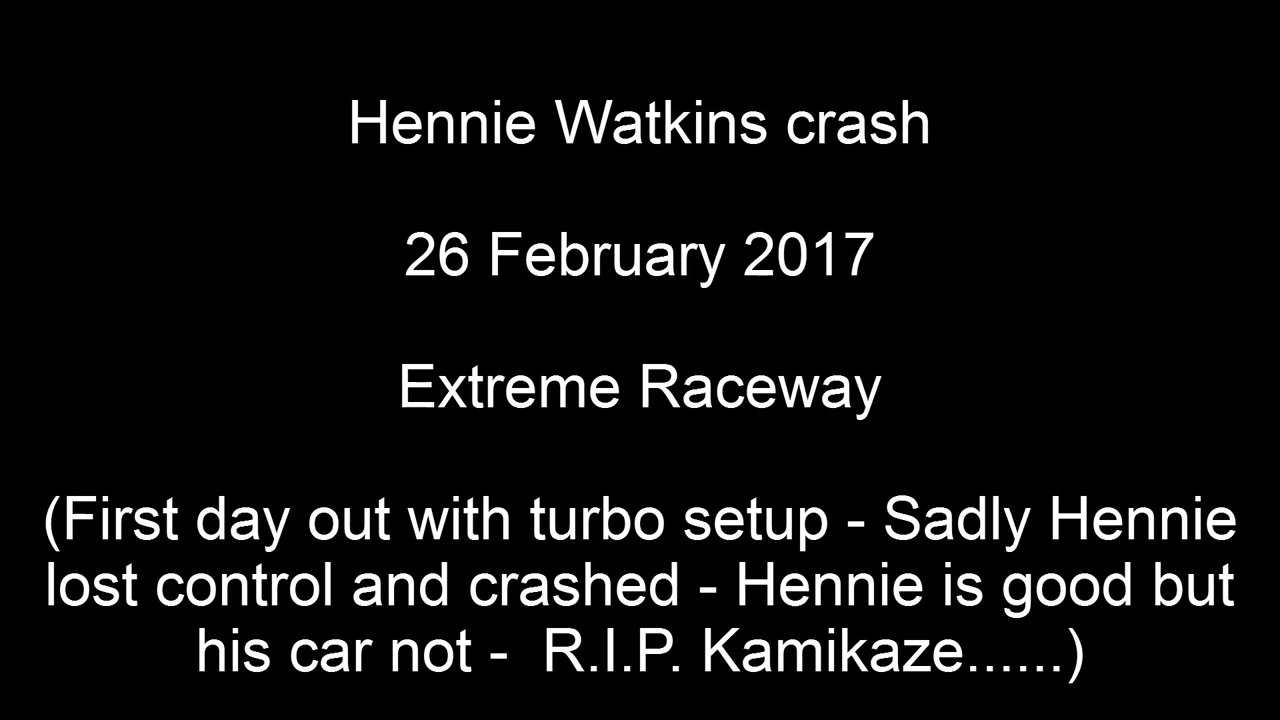 Hennie Watkins crash
26 February 2017
Extreme Raceway
(First day out with turbo setup - Sadly Hennie
lost control and crashed - Hennie is good but
his car not -  R.I.P. Kamikaze......)